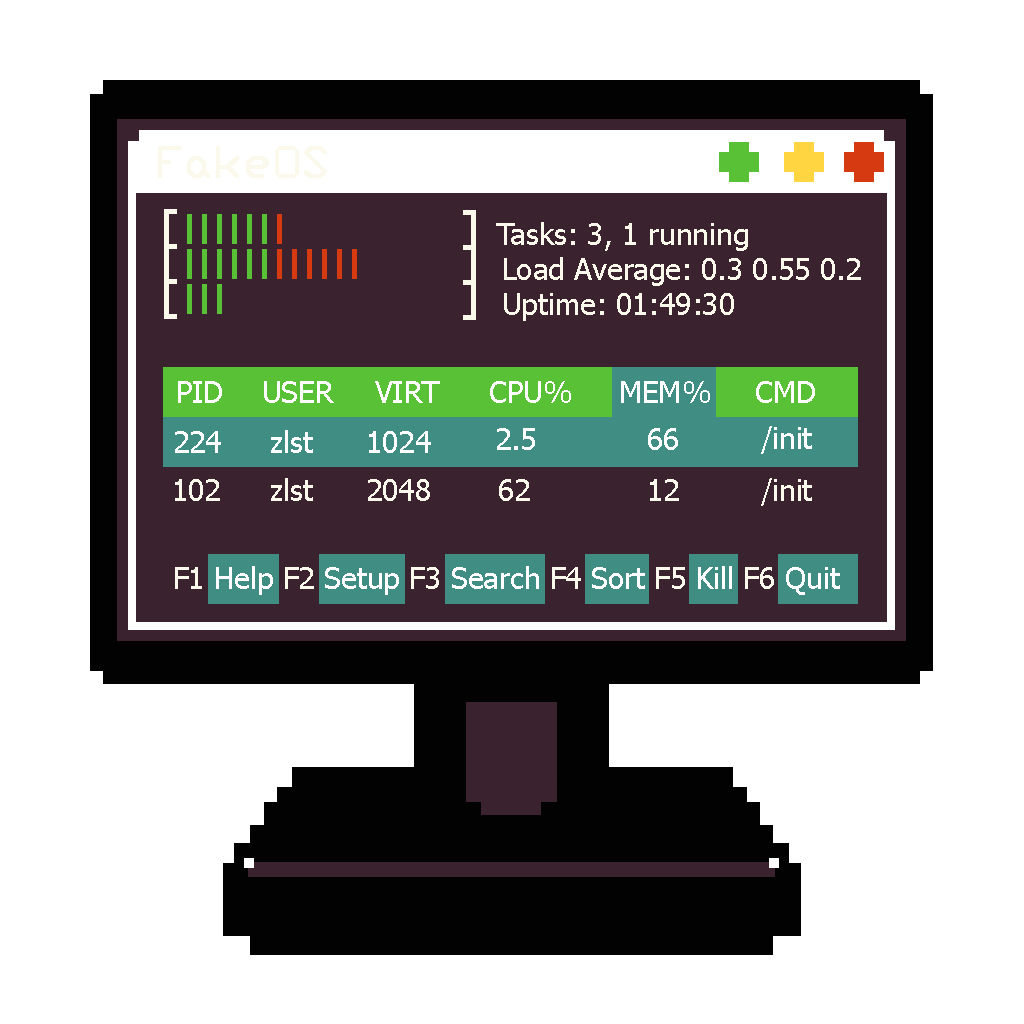 FakeOS
Tasks: 3, 1 running
Load Average: 0.3 0.55 0.2
Uptime: 01:49:30
PID USER VIRT CPU% MEM% CMD
224 zlst 1024 2.5 66 /init
102 zlst 2048 62 12 /init
F1 Help F2 Setup F3 Search F4 Sort F5 Kill F6 Quit